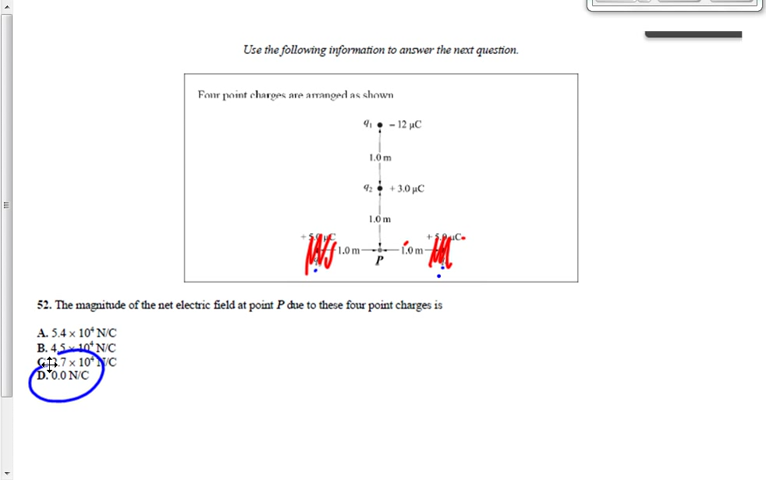 Use the following information to answer the next question.
Four point charges are arranged as shown
q₁ − 12 μC
1.0 m
q₂ + 3.0 μC
1.0 m
1.0 m 1.0 m
P
52. The magnitude of the net electric field at point P due to these four point charges is
A. 5.4 × 10⁴ N/C
B. 4.5 × 10⁴ N/C
.7 × 10⁴ N/C
D. 0.0 N/C